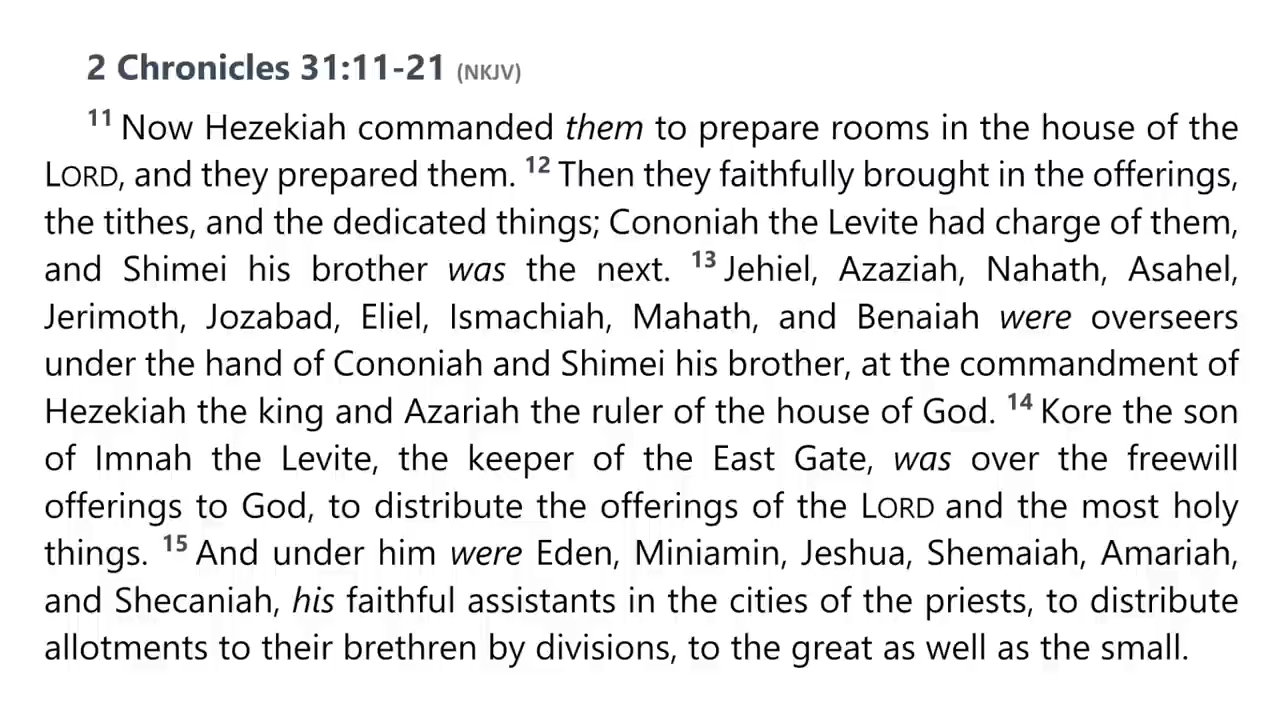 2 Chronicles 31:11-21 (NKJV)
11 Now Hezekiah commanded them to prepare rooms in the house of the
LORD, and they prepared them. 12 Then they faithfully brought in the offerings,
the tithes, and the dedicated things; Cononiah the Levite had charge of them,
and Shimei his brother was the next. 13 Jehiel, Azaziah, Nahath, Asahel,
Jerimoth, Jozabad, Eliel, Ismachiah, Mahath, and Benaiah were overseers
under the hand of Cononiah and Shimei his brother, at the commandment of
Hezekiah the king and Azariah the ruler of the house of God. 14 Kore the son
of Imnah the Levite, the keeper of the East Gate, was over the freewill
offerings to God, to distribute the offerings of the LORD and the most holy
things. 15 And under him were Eden, Miniamin, Jeshua, Shemaiah, Amariah,
and Shecaniah, his faithful assistants in the cities of the priests, to distribute
allotments to their brethren by divisions, to the great as well as the small.